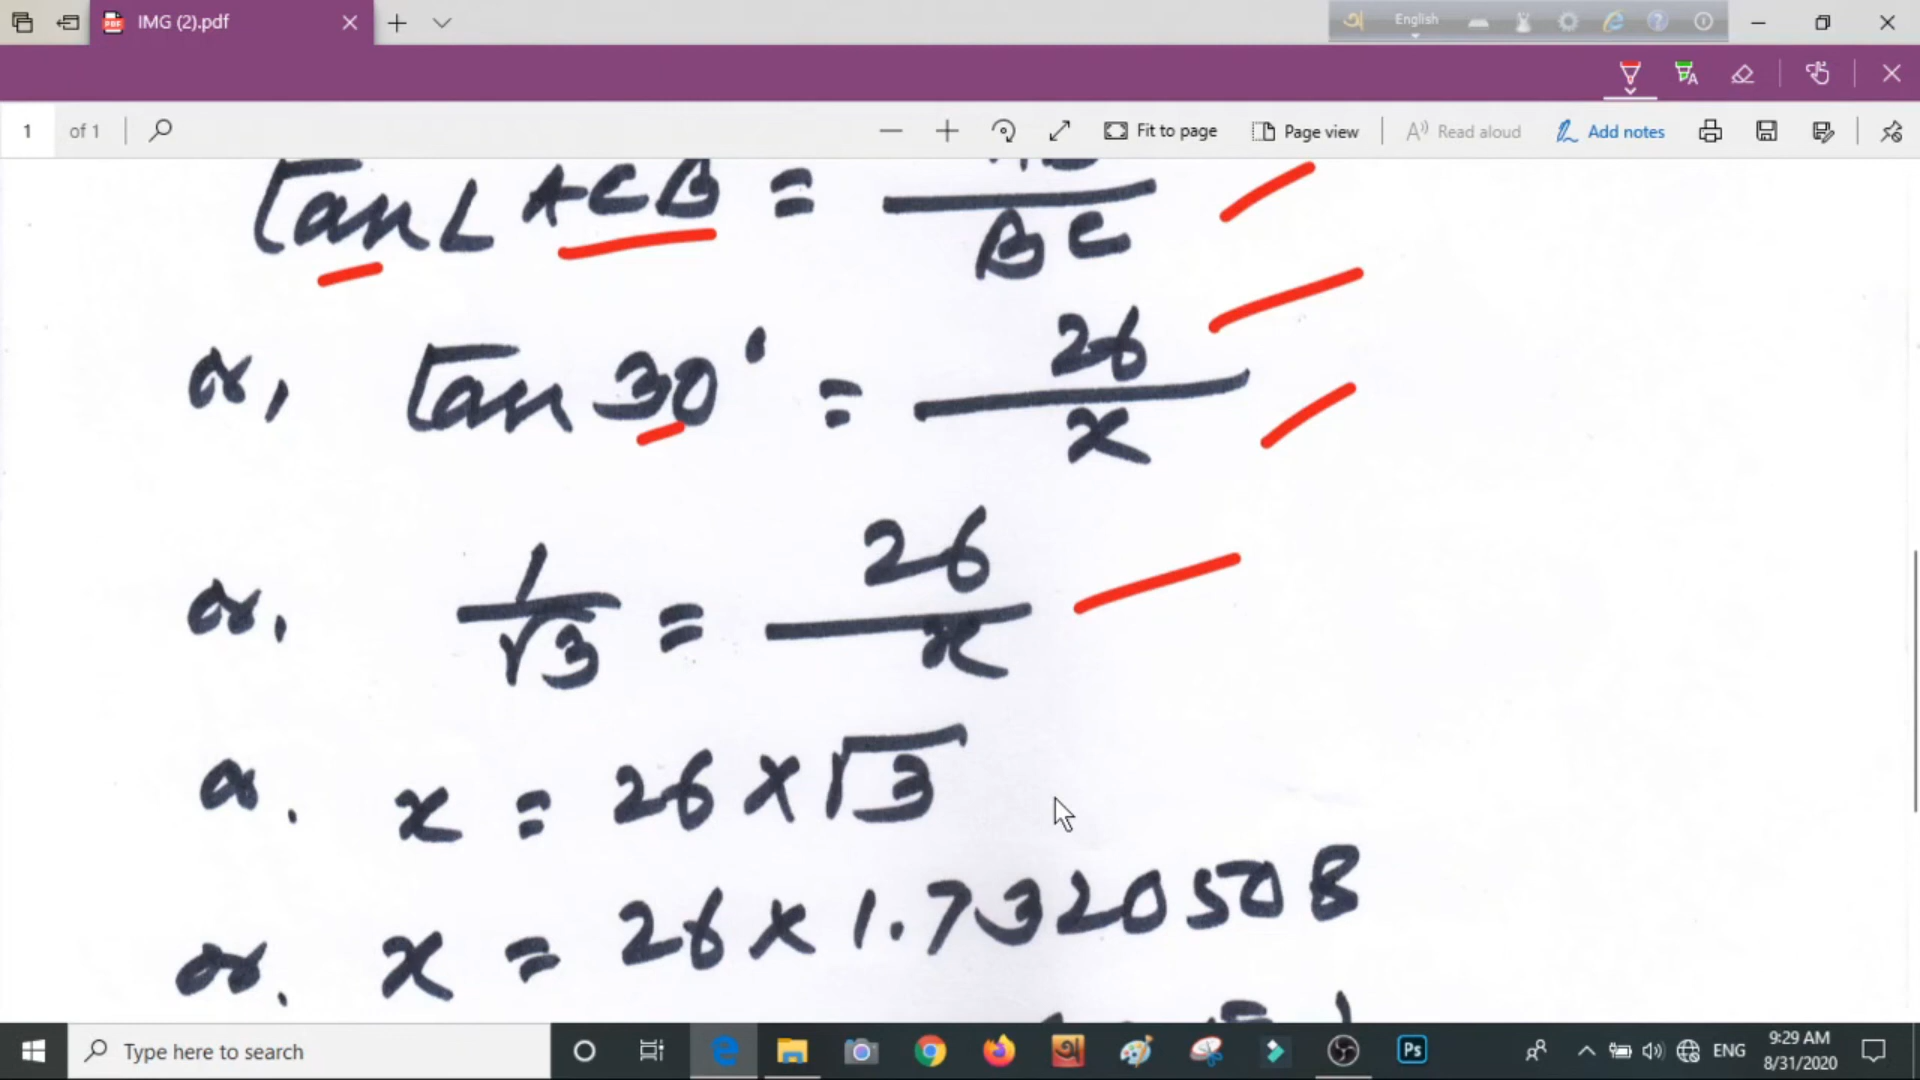 IMG (2).pdf
অ English
1 of 1 Fit to page Page view A Read aloud Add notes
Tan∠ACB = /BC
or, Tan 30° = 26/x
or, 1/√3 = 26/x
or. x = 26 × √3
or. x = 26 × 1.7320508
Type here to search
অ
Ps
ENG
9:29 AM
8/31/2020